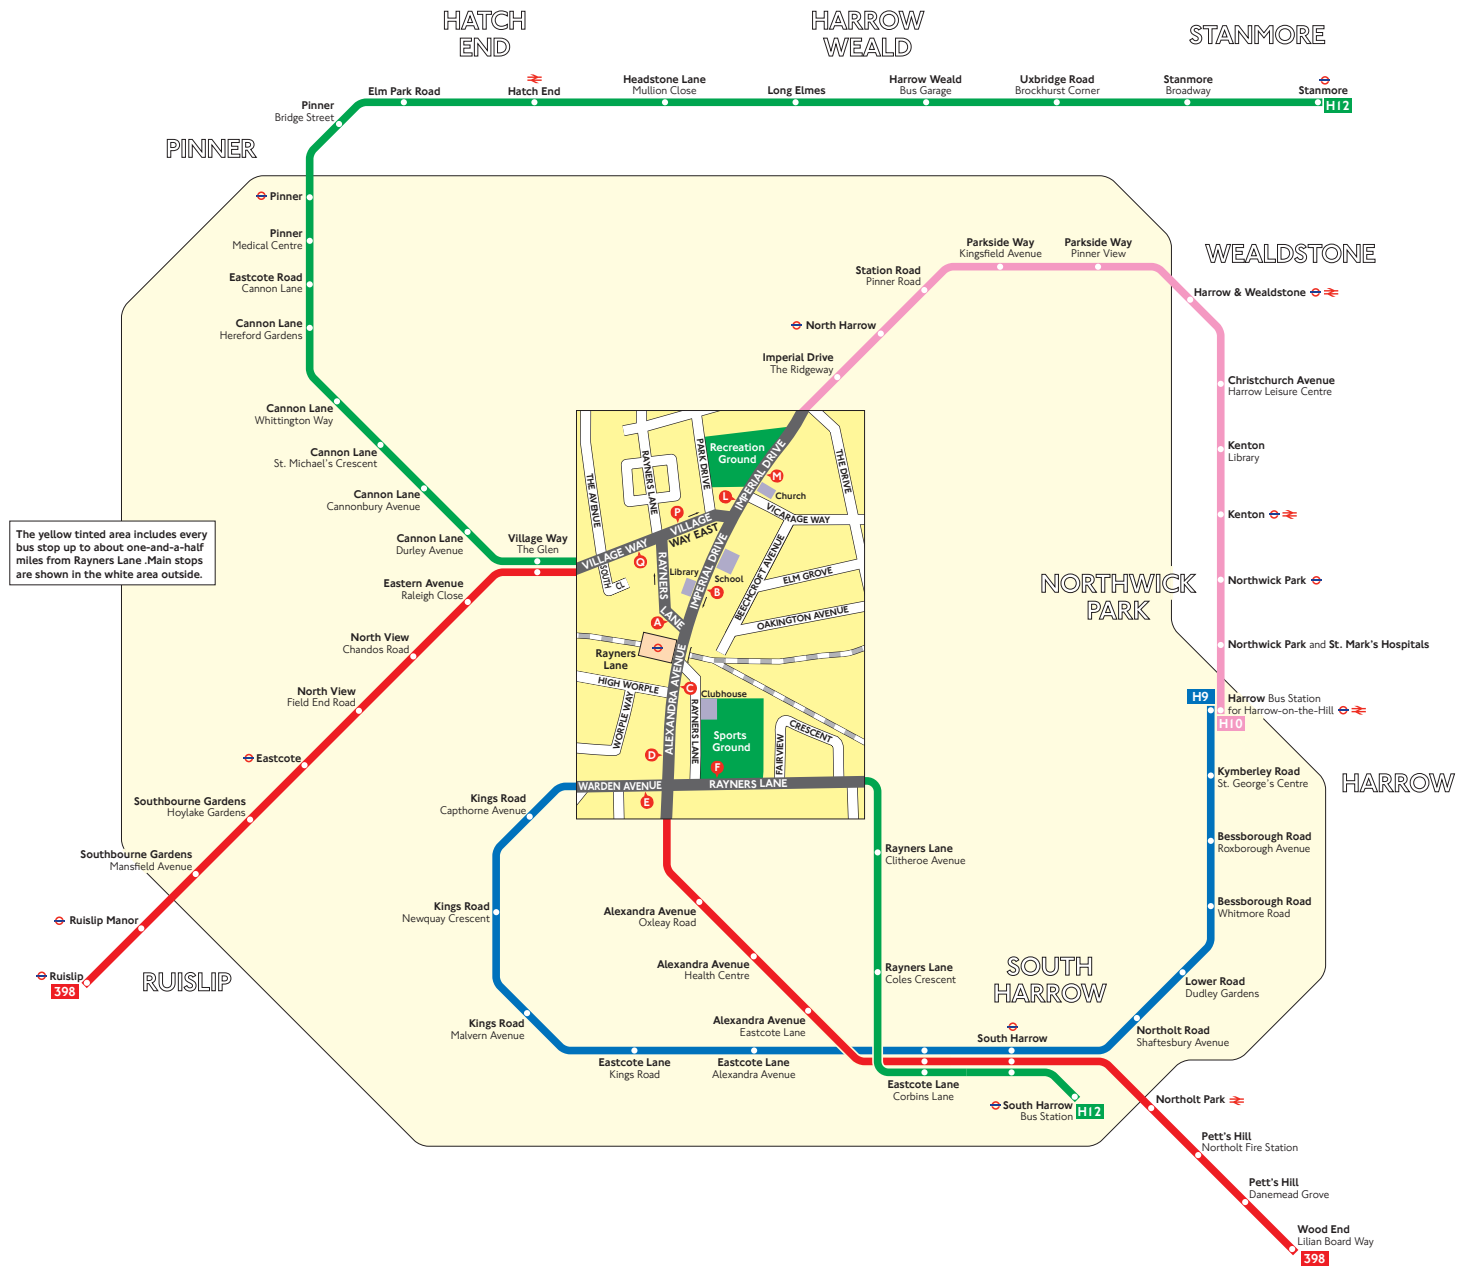 HATCH
END
HARROW
WEALD
STANMORE
Elm Park Road
Hatch End
Headstone Lane
Mullion Close
Long Elmes
Harrow Weald
Bus Garage
Uxbridge Road
Brockhurst Corner
Stanmore
Broadway
Stanmore
H12
Pinner
Bridge Street
PINNER
Pinner
Pinner
Medical Centre
Eastcote Road
Cannon Lane
Cannon Lane
Hereford Gardens
Cannon Lane
Whittington Way
Cannon Lane
St. Michael's Crescent
Cannon Lane
Cannonbury Avenue
Cannon Lane
Durley Avenue
Village Way
The Glen
The yellow tinted area includes every
bus stop up to about one-and-a-half
miles from Rayners Lane .Main stops
are shown in the white area outside.
Eastern Avenue
Raleigh Close
North View
Chandos Road
North View
Field End Road
Eastcote
Southbourne Gardens
Hoylake Gardens
Southbourne Gardens
Mansfield Avenue
Ruislip Manor
Ruislip
398
RUISLIP
Parkside Way
Kingsfield Avenue
Parkside Way
Pinner View
Station Road
Pinner Road
North Harrow
Imperial Drive
The Ridgeway
WEALDSTONE
Harrow & Wealdstone
Christchurch Avenue
Harrow Leisure Centre
Kenton
Library
Kenton
Northwick Park
NORTHWICK
PARK
Northwick Park and St. Mark's Hospitals
H9
Harrow Bus Station
for Harrow-on-the-Hill
H10
HARROW
Kymberley Road
St. George's Centre
Bessborough Road
Roxborough Avenue
Bessborough Road
Whitmore Road
Lower Road
Dudley Gardens
Northolt Road
Shaftesbury Avenue
THE AVENUE
RAYNERS LANE
PARK DRIVE
Recreation
Ground
IMPERIAL DRIVE
THE DRIVE
M
L
Church
P
VICARAGE WAY
VILLAGE WAY
VILLAGE
WAY EAST
Q
SOUTH
CL
RAYNERS
LANE
Library
IMPERIAL DRIVE
School
BEECHCROFT AVENUE
ELM GROVE
B
OAKINGTON AVENUE
A
Rayners
Lane
HIGH WORPLE
WORPLE WAY
ALEXANDRA AVENUE
C
Clubhouse
RAYNERS LANE
Sports
Ground
FAIRVIEW
CRESCENT
D
F
WARDEN AVENUE
RAYNERS LANE
E
Kings Road
Capthorne Avenue
Kings Road
Newquay Crescent
Kings Road
Malvern Avenue
Eastcote Lane
Kings Road
Eastcote Lane
Alexandra Avenue
Alexandra Avenue
Oxleay Road
Alexandra Avenue
Health Centre
Alexandra Avenue
Eastcote Lane
Rayners Lane
Clitheroe Avenue
Rayners Lane
Coles Crescent
SOUTH
HARROW
South Harrow
Eastcote Lane
Corbins Lane
South Harrow
Bus Station
H12
Northolt Park
Pett's Hill
Northolt Fire Station
Pett's Hill
Danemead Grove
Wood End
Lilian Board Way
398